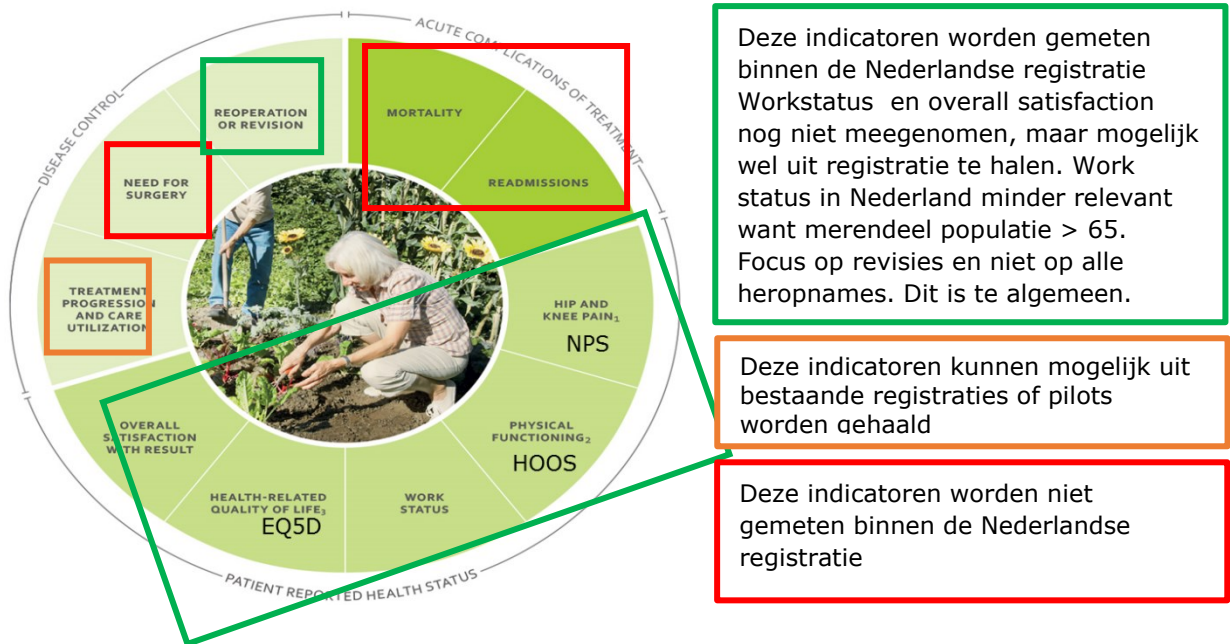 ACUTE COMPLICATIONS OF TREATMENT
DISEASE CONTROL
REOPERATION
OR REVISION
MORTALITY
NEED FOR
SURGERY
READMISSIONS
TREATMENT
PROGRESSION
AND CARE
UTILIZATION
HIP AND
KNEE PAIN₁
NPS
OVERALL
SATISFACTION
WITH RESULT
PHYSICAL
FUNCTIONING₂
HOOS
HEALTH-RELATED
QUALITY OF LIFE₃
EQ5D
WORK
STATUS
PATIENT REPORTED HEALTH STATUS
Deze indicatoren worden gemeten
binnen de Nederlandse registratie
Workstatus en overall satisfaction
nog niet meegenomen, maar mogelijk
wel uit registratie te halen. Work
status in Nederland minder relevant
want merendeel populatie > 65.
Focus op revisies en niet op alle
heropnames. Dit is te algemeen.
Deze indicatoren kunnen mogelijk uit
bestaande registraties of pilots
worden gehaald
Deze indicatoren worden niet
gemeten binnen de Nederlandse
registratie